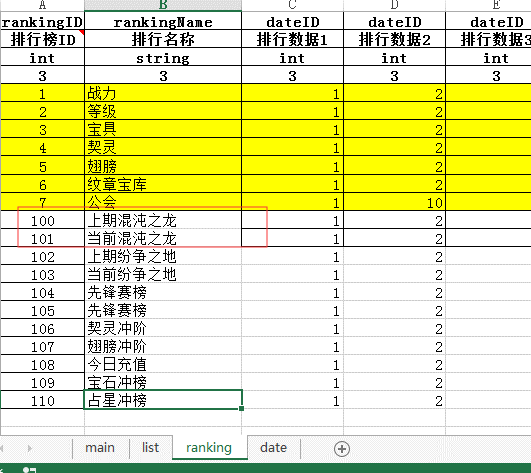 A B C D E
rankingID rankingName dateID dateID dateID
排行榜ID 排行名称 排行数据1 排行数据2 排行数据3
int string int int int
3 3 3 3 3
1 战力 1 2
2 等级 1 2
3 宝具 1 2
4 契灵 1 2
5 翅膀 1 2
6 纹章宝库 1 2
7 公会 1 10
100 上期混沌之龙 1 2
101 当前混沌之龙 1 2
102 上期纷争之地 1 2
103 当前纷争之地 1 2
104 先锋赛榜 1 2
105 先锋赛榜 1 2
106 契灵冲阶 1 2
107 翅膀冲阶 1 2
108 今日充值 1 2
109 宝石冲榜 1 2
110 占星冲榜 1 2
main list ranking date